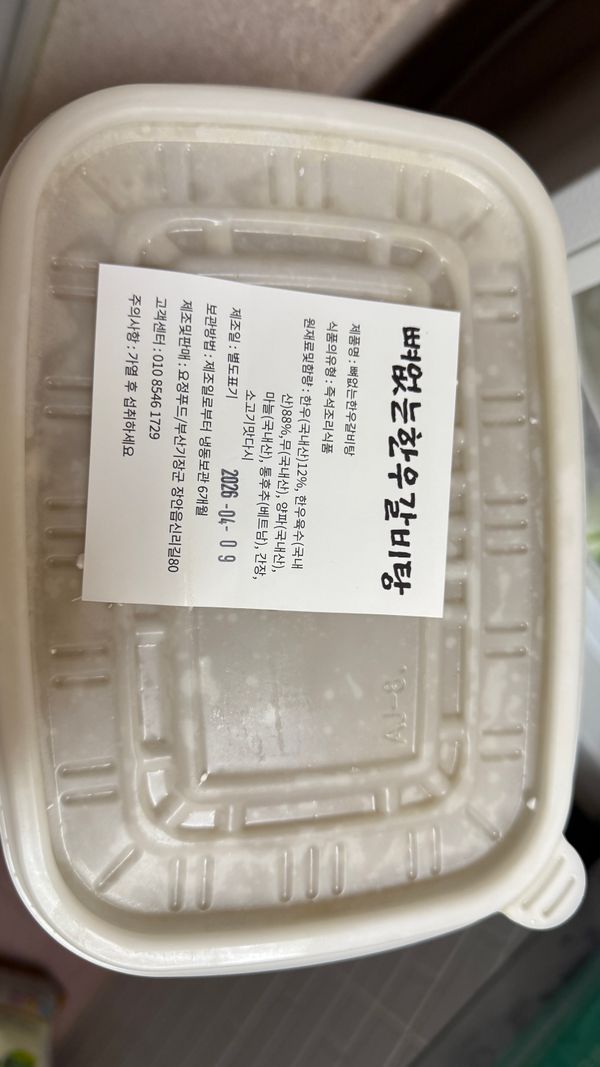 뼈없는한우갈비탕
제품명 : 뼈없는한우갈비탕
식품의유형 : 즉석조리식품
원재료및함량 : 한우(국내산)12%, 한우육수(국내
산)88%,무(국내산), 양파(국내산),
마늘(국내산), 통후추(베트남), 간장,
소고기맛다시
제조일 : 별도표기 2026-04-09
보관방법 : 제조일로부터 냉동보관 6개월
제조및판매 : 요정푸드/부산기장군 장안읍신리길80
고객센터 : 010 8546 1729
주의사항 : 가열 후 섭취하세요
AJ-8.